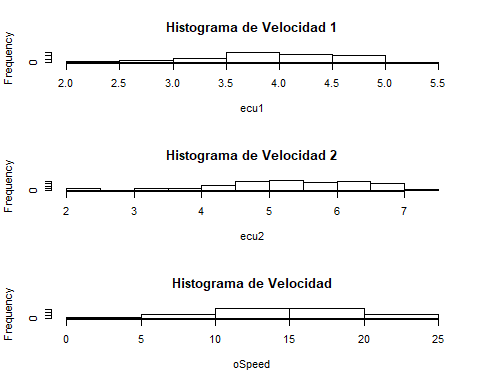 Histograma de Velocidad 1
Frequency
0
2.0 2.5 3.0 3.5 4.0 4.5 5.0 5.5
ecu1
Histograma de Velocidad 2
Frequency
0
2 3 4 5 6 7
ecu2
Histograma de Velocidad
Frequency
0
0 5 10 15 20 25
oSpeed